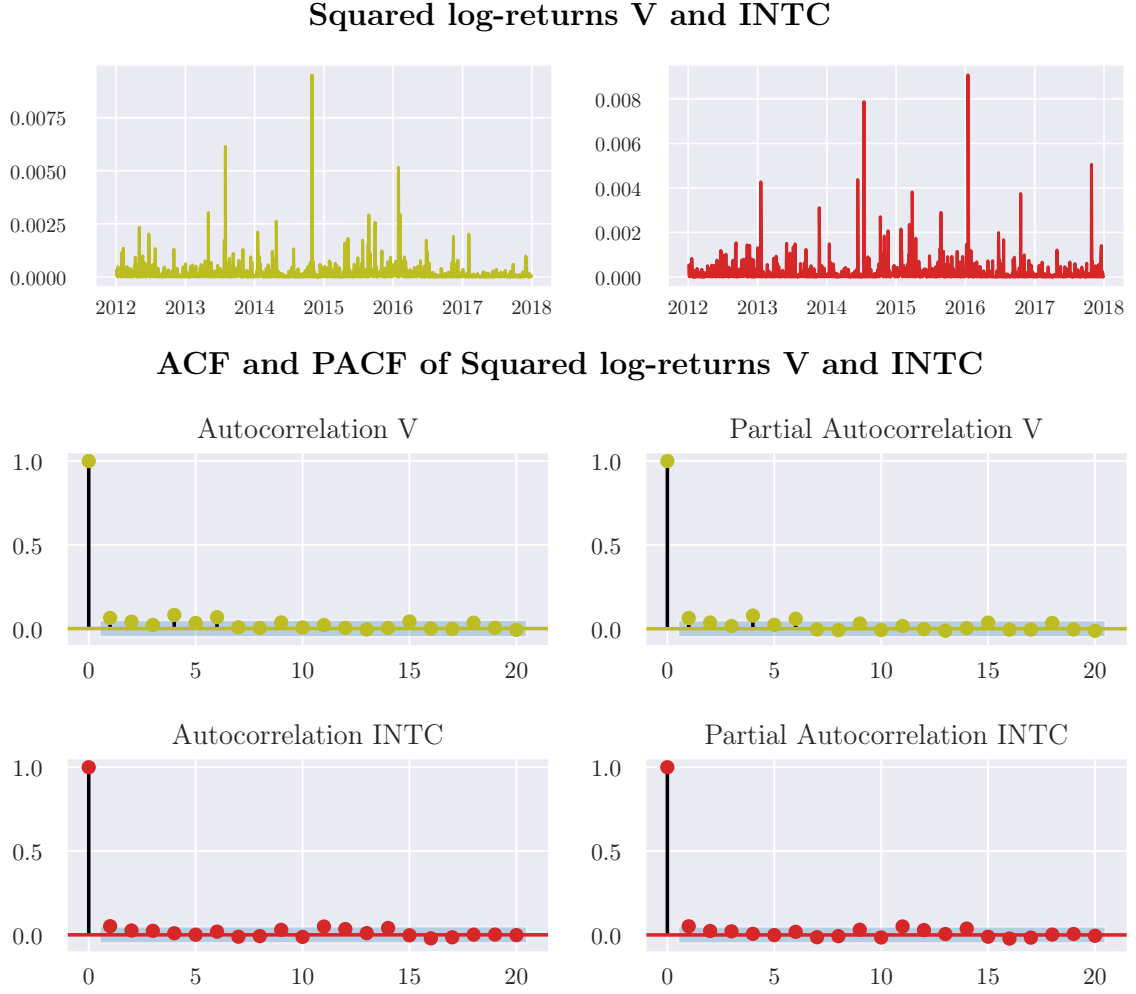 Squared log-returns V and INTC
0.0075
0.0050
0.0025
0.0000
2012 2013 2014 2015 2016 2017 2018
0.008
0.006
0.004
0.002
0.000
2012 2013 2014 2015 2016 2017 2018
ACF and PACF of Squared log-returns V and INTC
Autocorrelation V
1.0
0.5
0.0
0 5 10 15 20
Partial Autocorrelation V
1.0
0.5
0.0
0 5 10 15 20
Autocorrelation INTC
1.0
0.5
0.0
0 5 10 15 20
Partial Autocorrelation INTC
1.0
0.5
0.0
0 5 10 15 20